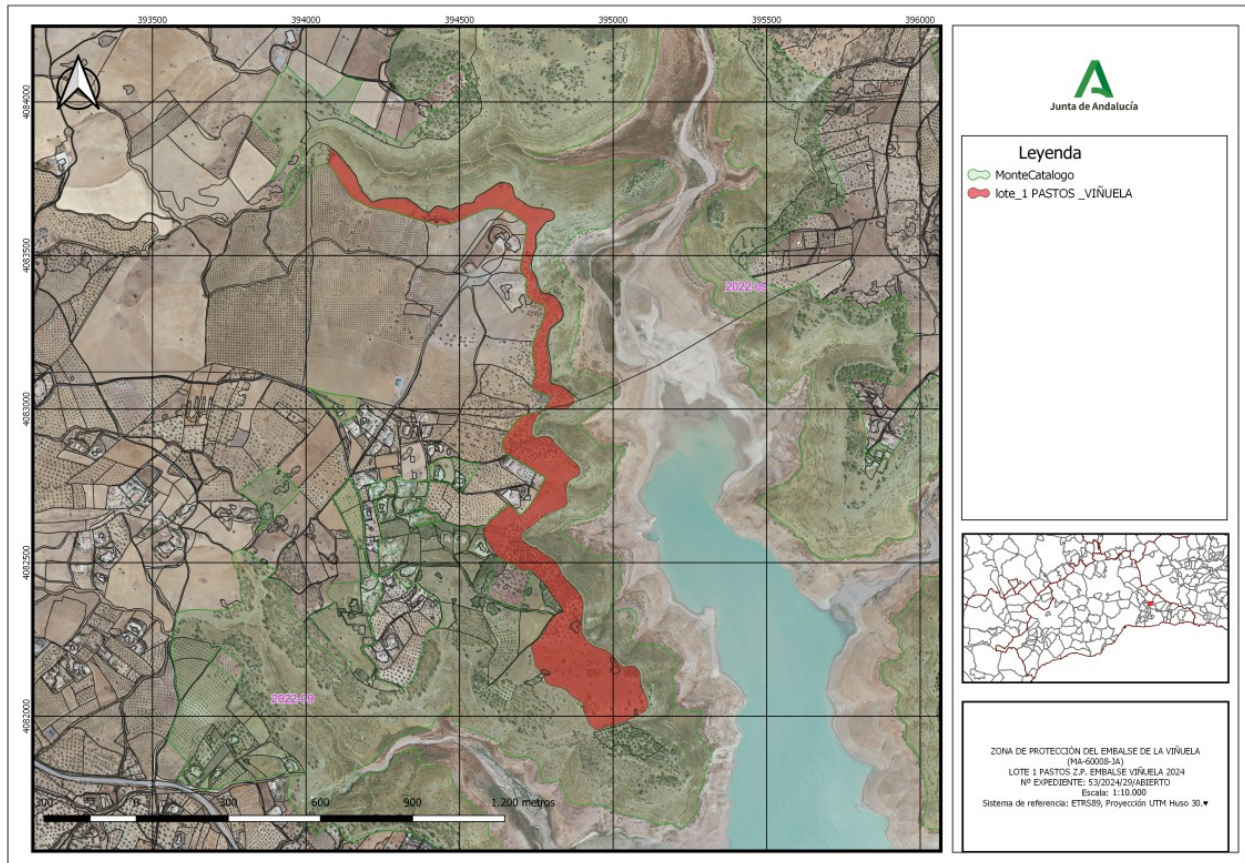 393500 394000 394500 395000 395500 396000
4084000
4083500
4083000
4082500
4082000
2022-09
2022-09
300 0 300 600 900 1.200 metros
Junta de Andalucía
Leyenda
MonteCatalogo
lote_1 PASTOS _VIÑUELA
ZONA DE PROTECCIÓN DEL EMBALSE DE LA VIÑUELA
(MA-60008-JA)
LOTE 1 PASTOS Z.P. EMBALSE VIÑUELA 2024
Nº EXPEDIENTE: 53/2024/29/ABIERTO
Escala: 1:10.000
Sistema de referencia: ETRS89, Proyección UTM Huso 30.♥